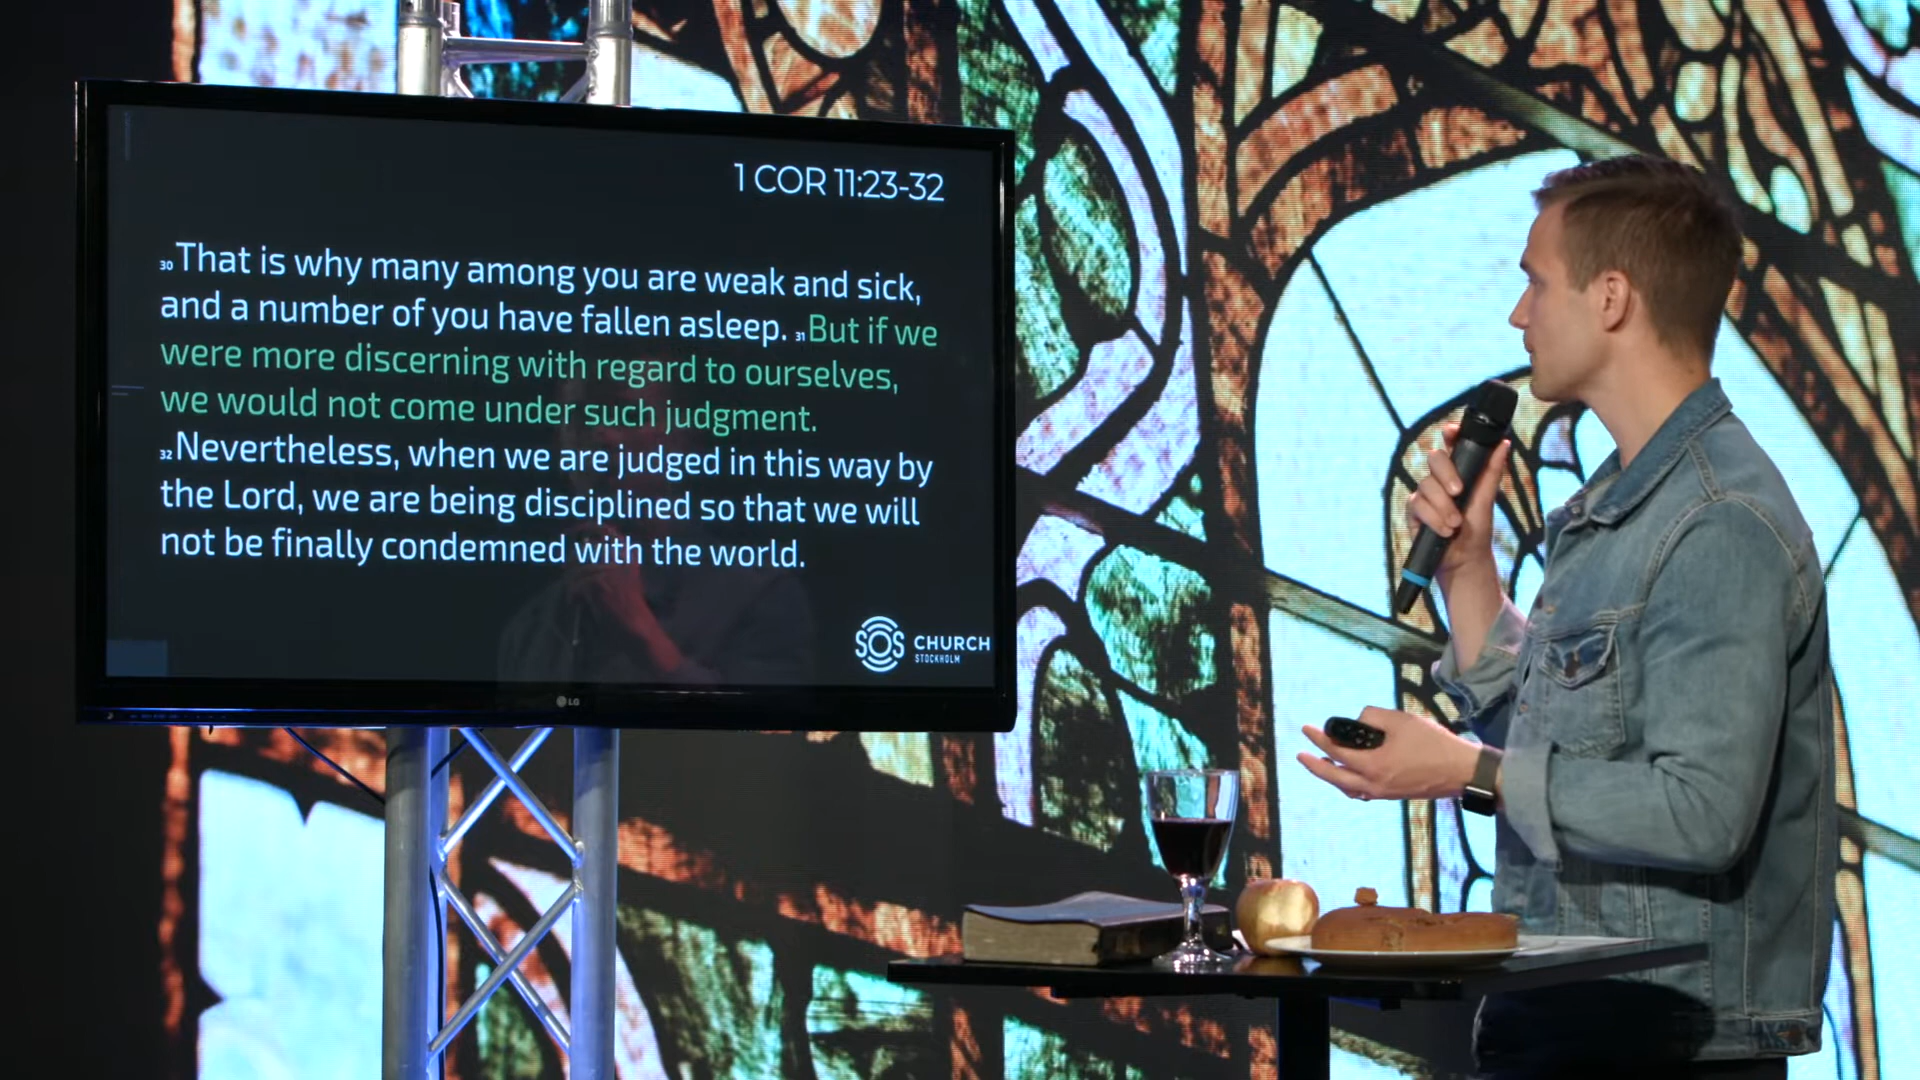 1 COR 11:23-32
30 That is why many among you are weak and sick,
and a number of you have fallen asleep. 31 But if we
were more discerning with regard to ourselves,
we would not come under such judgment.
32 Nevertheless, when we are judged in this way by
the Lord, we are being disciplined so that we will
not be finally condemned with the world.
SOS CHURCH
STOCKHOLM
LG